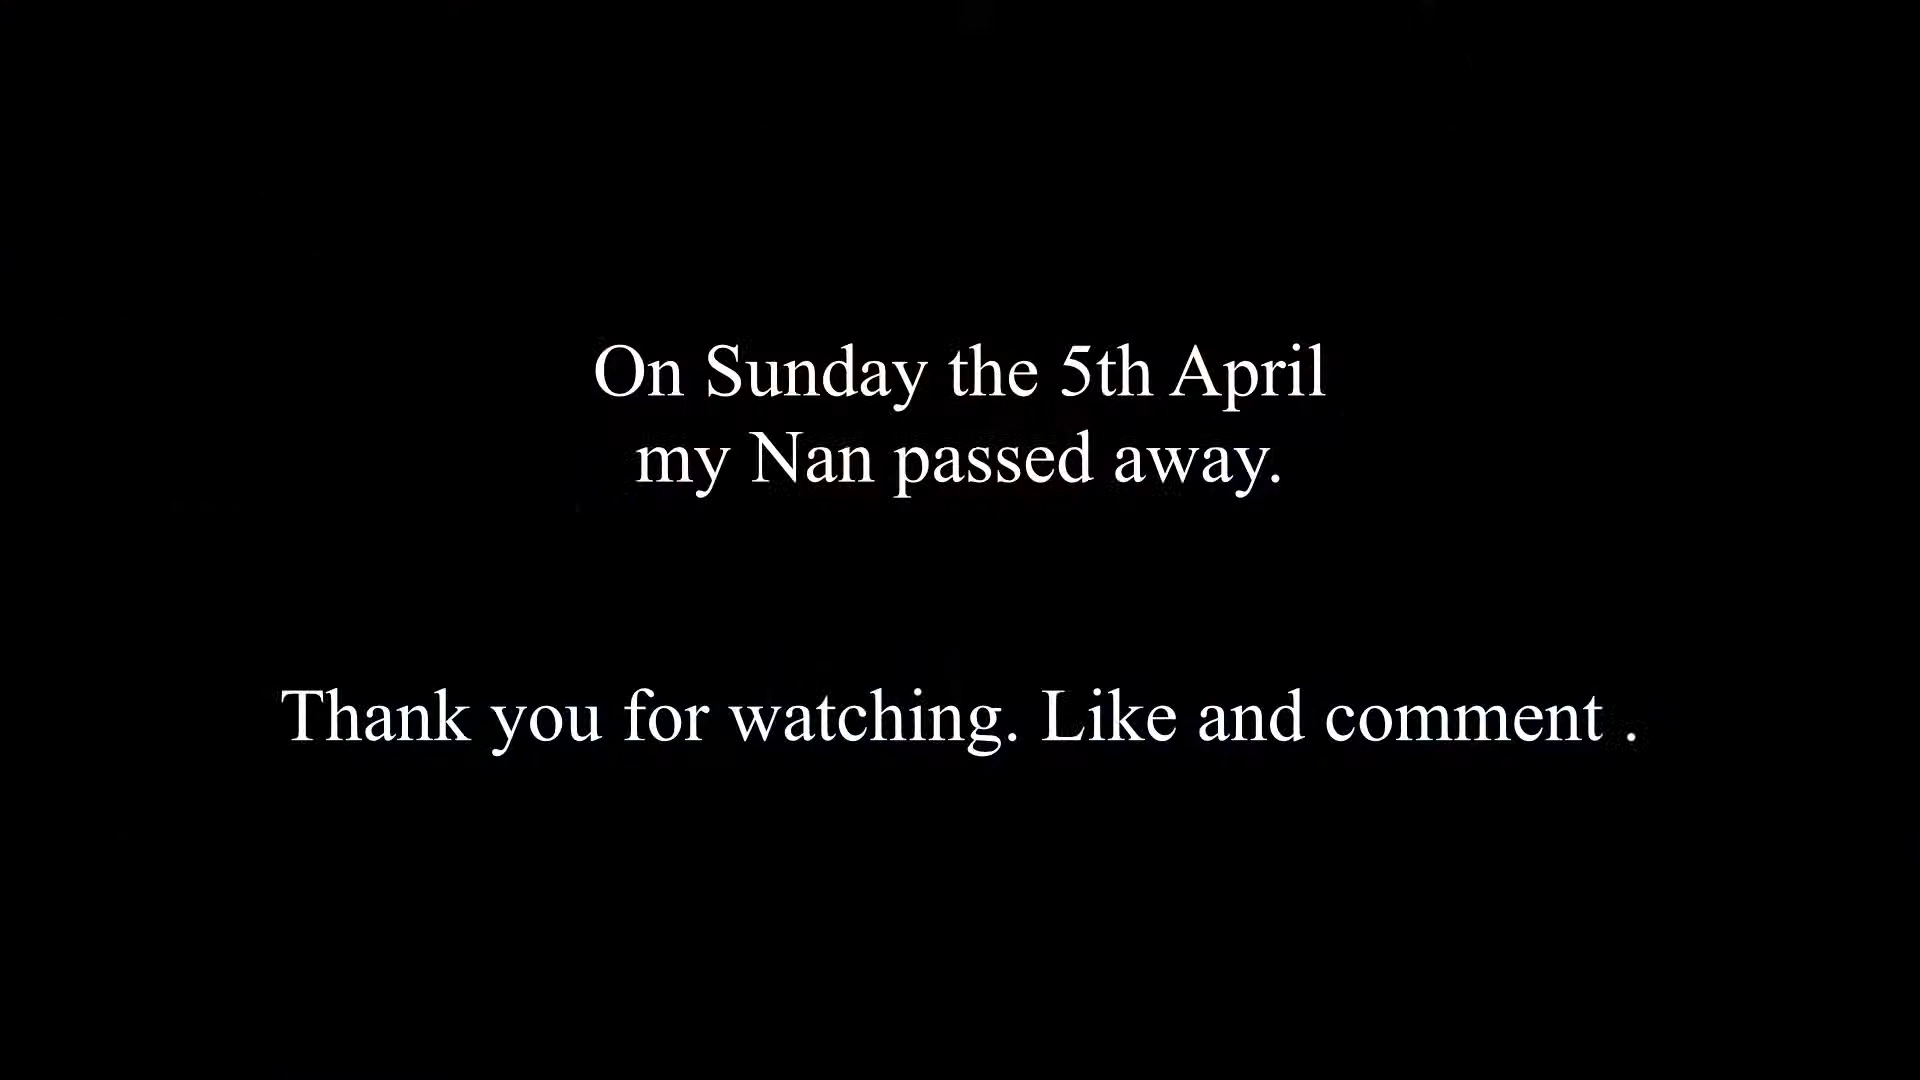 On Sunday the 5th April
my Nan passed away.
Thank you for watching. Like and comment .